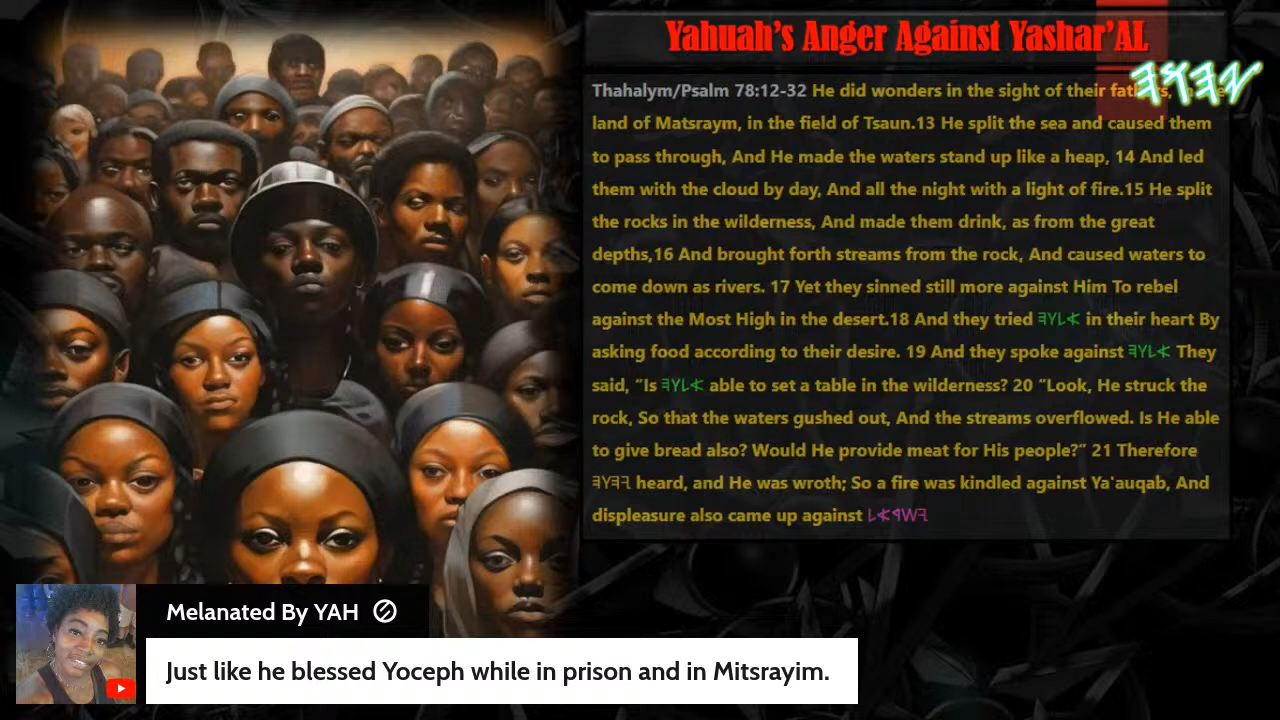 Yahuah's Anger Against Yashar'AL
𐤉𐤄𐤅𐤄
Thahalym/Psalm 78:12-32 He did wonders in the sight of their
land of Matsraym, in the field of Tsaun.13 He split the sea and caused them
to pass through, And He made the waters stand up like a heap, 14 And led
them with the cloud by day, And all the night with a light of fire.15 He split
the rocks in the wilderness, And made them drink, as from the great
depths,16 And brought forth streams from the rock, And caused waters to
come down as rivers. 17 Yet they sinned still more against Him To rebel
against the Most High in the desert.18 And they tried 𐤀𐤋𐤅𐤄 in their heart By
asking food according to their desire. 19 And they spoke against 𐤀𐤋𐤅𐤄 They
said, "Is 𐤀𐤋𐤅𐤄 able to set a table in the wilderness? 20 "Look, He struck the
rock, So that the waters gushed out, And the streams overflowed. Is He able
to give bread also? Would He provide meat for His people?" 21 Therefore
𐤉𐤄𐤅𐤄 heard, and He was wroth; So a fire was kindled against Ya'auqab, And
displeasure also came up against 𐤉𐤔𐤓𐤀𐤋
Melanated By YAH
Just like he blessed Yoceph while in prison and in Mitsrayim.